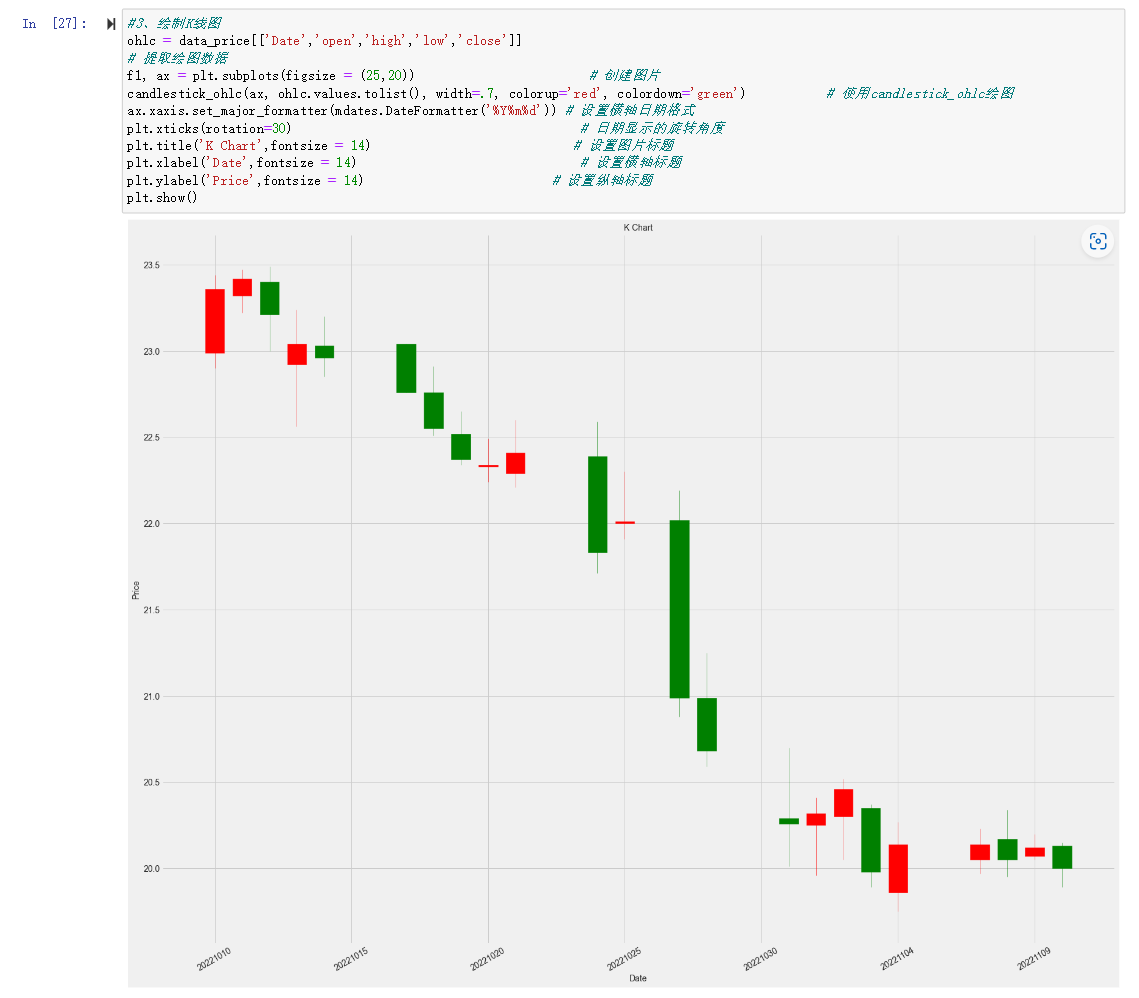 In [27]:
#3、绘制K线图
ohlc = data_price[['Date','open','high','low','close']]
# 提取绘图数据
f1, ax = plt.subplots(figsize = (25,20)) # 创建图片
candlestick_ohlc(ax, ohlc.values.tolist(), width=.7, colorup='red', colordown='green') # 使用candlestick_ohlc绘图
ax.xaxis.set_major_formatter(mdates.DateFormatter('%Y%m%d')) # 设置横轴日期格式
plt.xticks(rotation=30) # 日期显示的旋转角度
plt.title('K Chart',fontsize = 14) # 设置图片标题
plt.xlabel('Date',fontsize = 14) # 设置横轴标题
plt.ylabel('Price',fontsize = 14) # 设置纵轴标题
plt.show()
K Chart
23.5
23.0
22.5
22.0
21.5
21.0
20.5
20.0
Price
20221010
20221015
20221020
20221025
20221030
20221104
20221109
Date